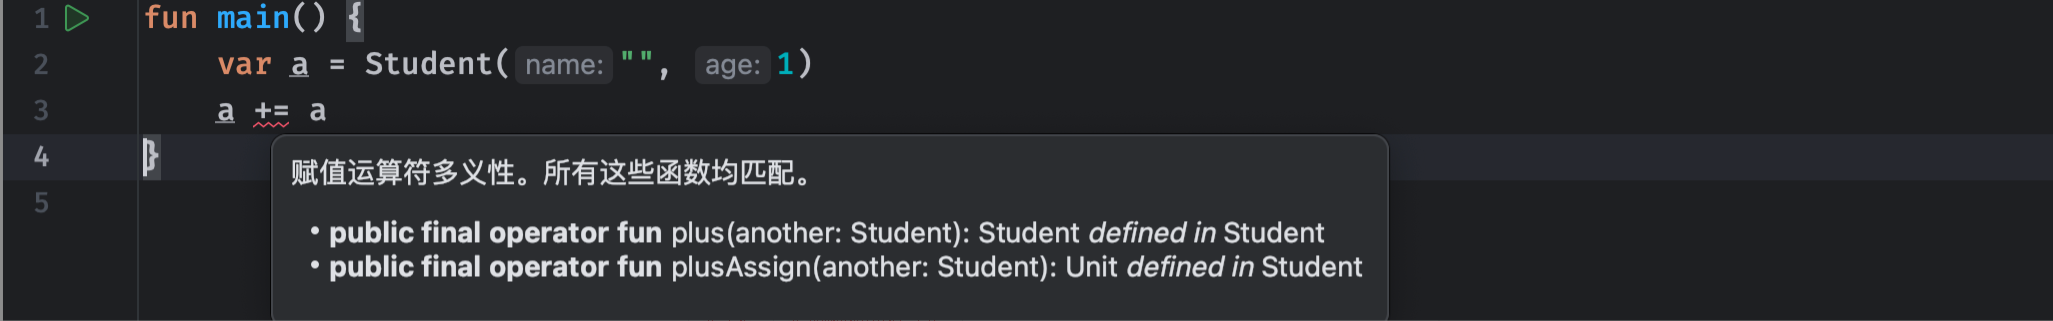 1 fun main() {
2 var a = Student( name: "", age: 1)
3 a += a
4 }
5
赋值运算符多义性。所有这些函数均匹配。
• public final operator fun plus(another: Student): Student defined in Student
• public final operator fun plusAssign(another: Student): Unit defined in Student